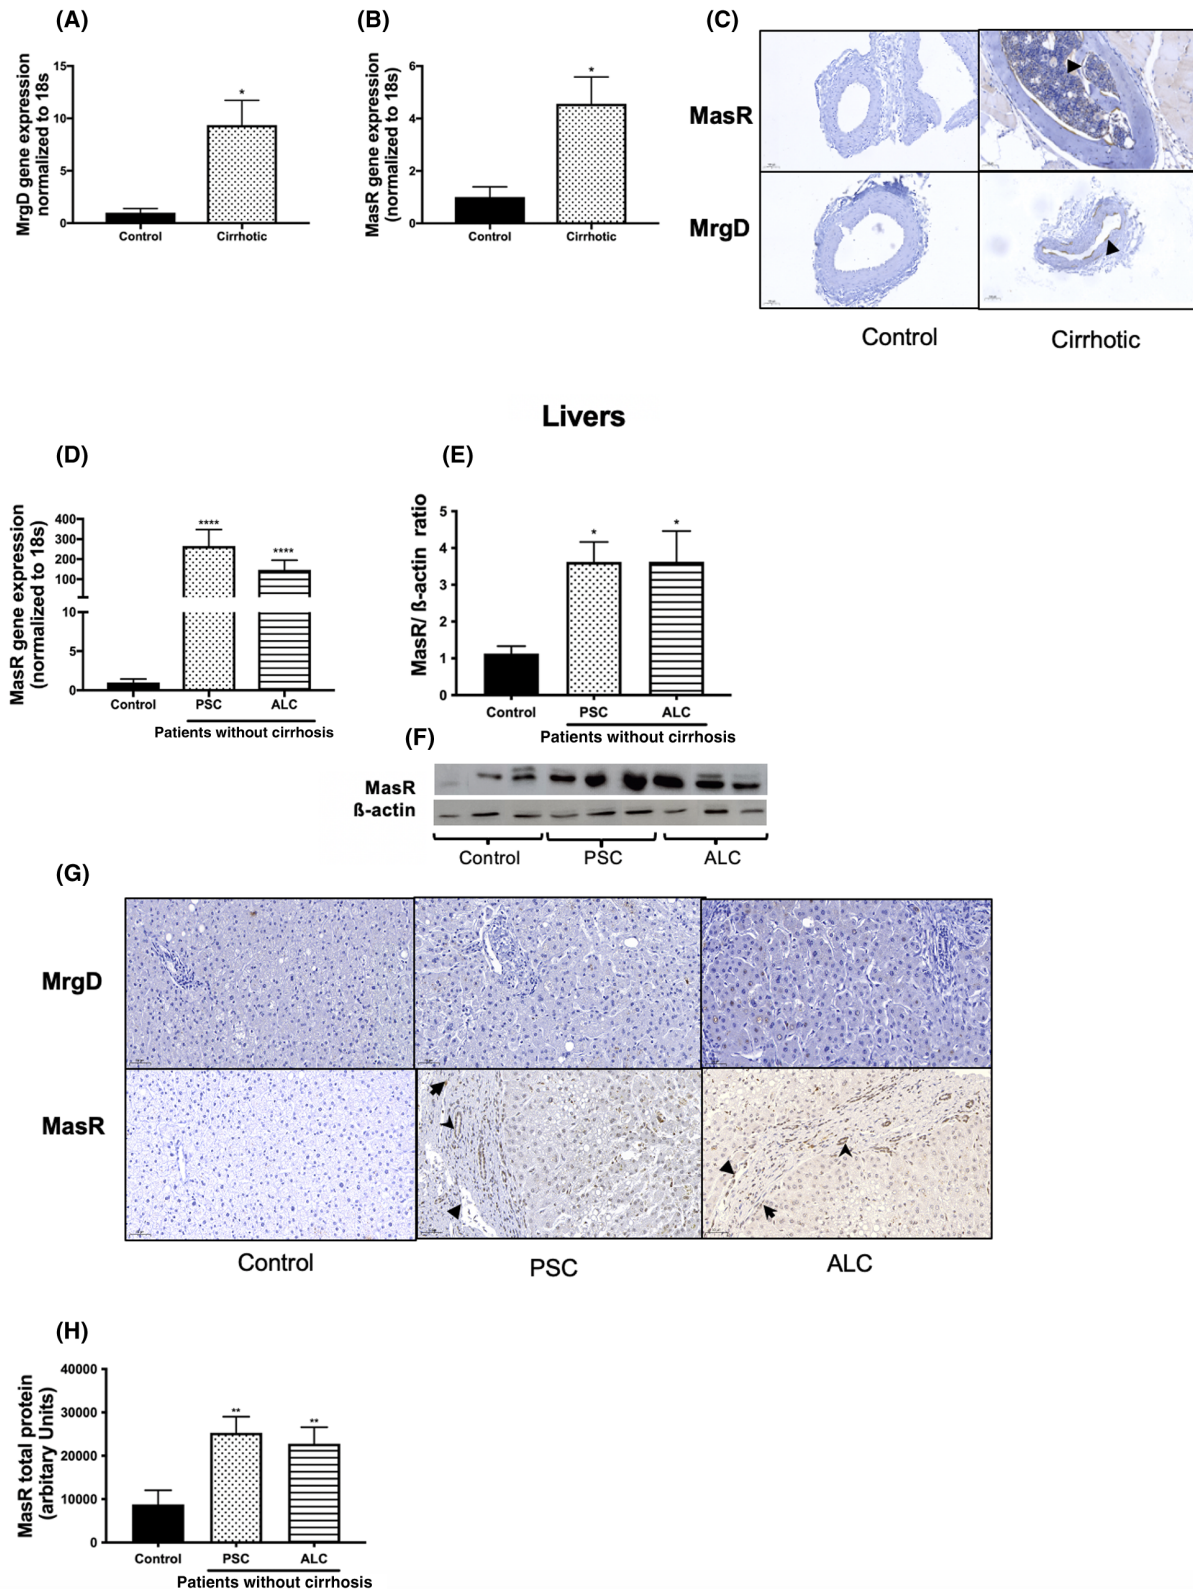 (A)
MrgD gene expression
normalized to 18s
15
10
5
0
*
Control
Cirrhotic
(B)
MasR gene expression
(normalized to 18s)
6
4
2
0
*
Control
Cirrhotic
(C)
MasR
MrgD
Control
Cirrhotic
Livers
(D)
MasR gene expression
(normalized to 18s)
400
300
200
100
10
5
0
****
****
Control
PSC
ALC
Patients without cirrhosis
(E)
MasR/ ß-actin ratio
5
4
3
2
1
0
*
*
Control
PSC
ALC
Patients without cirrhosis
(F)
MasR
ß-actin
Control
PSC
ALC
(G)
MrgD
MasR
Control
PSC
ALC
(H)
MasR total protein
(arbitary Units)
40000
30000
20000
10000
0
**
**
Control
PSC
ALC
Patients without cirrhosis